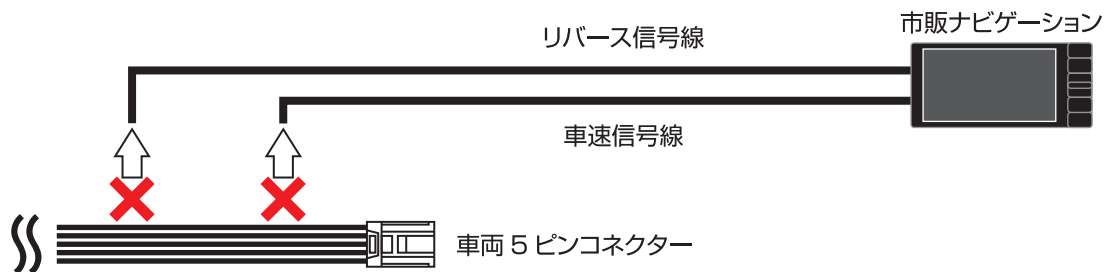 市販ナビゲーション
リバース信号線
車速信号線
車両5ピンコネクター